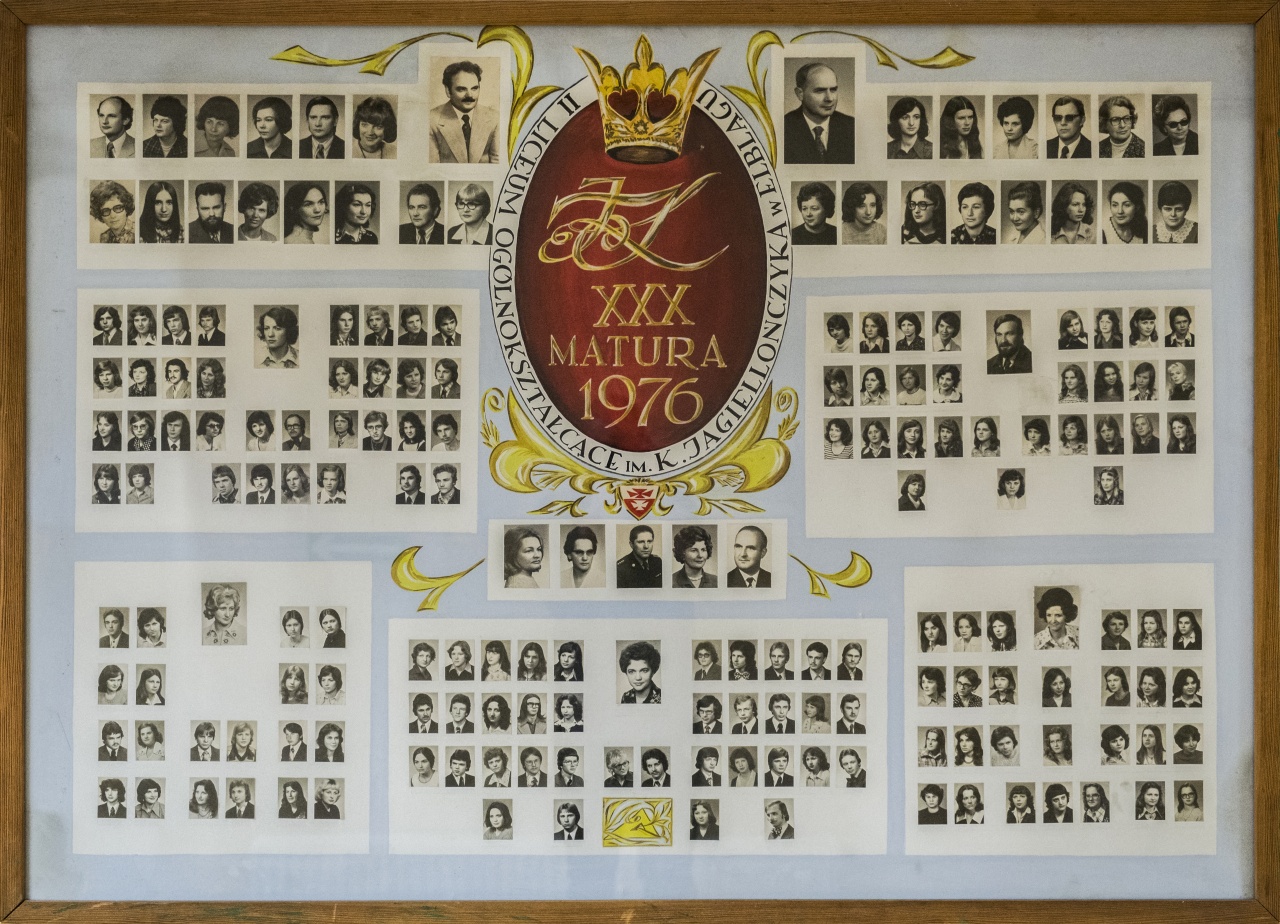 II LICEUM OGÓLNOKSZTAŁCĄCE IM. K. JAGIELLOŃCZYKA w ELBLĄGU
XXX
MATURA
1976